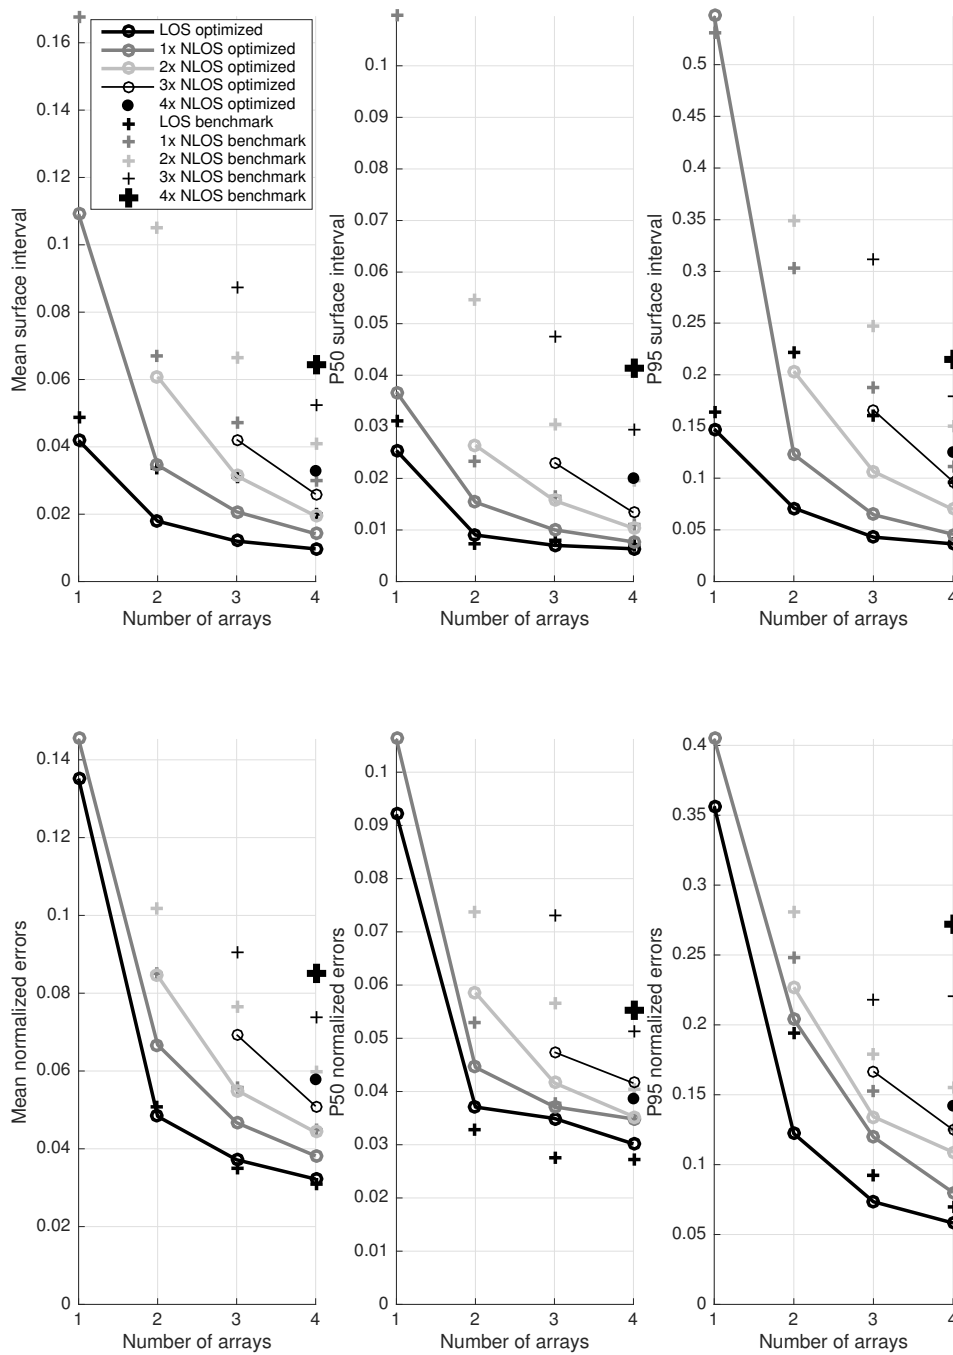 LOS optimized
1x NLOS optimized
2x NLOS optimized
3x NLOS optimized
4x NLOS optimized
LOS benchmark
1x NLOS benchmark
2x NLOS benchmark
3x NLOS benchmark
4x NLOS benchmark
Mean surface interval
0.16
0.12
0.1
0.08
0.06
0.04
0.02
0
1 2 3 4
Number of arrays
P50 surface interval
0.1
0.09
0.08
0.07
0.06
0.05
0.04
0.03
0.02
0.01
0
1 2 3 4
Number of arrays
P95 surface interval
0.5
0.45
0.4
0.35
0.3
0.25
0.2
0.15
0.1
0.05
0
1 2 3 4
Number of arrays
Mean normalized errors
0.14
0.12
0.1
0.08
0.06
0.04
0.02
0
1 2 3 4
Number of arrays
P50 normalized errors
0.1
0.09
0.08
0.07
0.06
0.05
0.04
0.03
0.02
0.01
0
1 2 3 4
Number of arrays
P95 normalized errors
0.4
0.35
0.3
0.25
0.2
0.15
0.1
0.05
0
1 2 3 4
Number of arrays